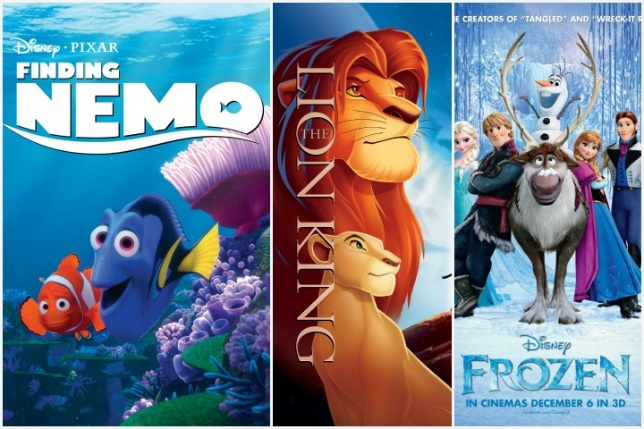 Disney · PIXAR
FINDING
NEMO
THE
LION KING
E CREATORS OF "TANGLED" AND "WRECK-IT R
Disney
FROZEN
IN CINEMAS DECEMBER 6 IN 3D